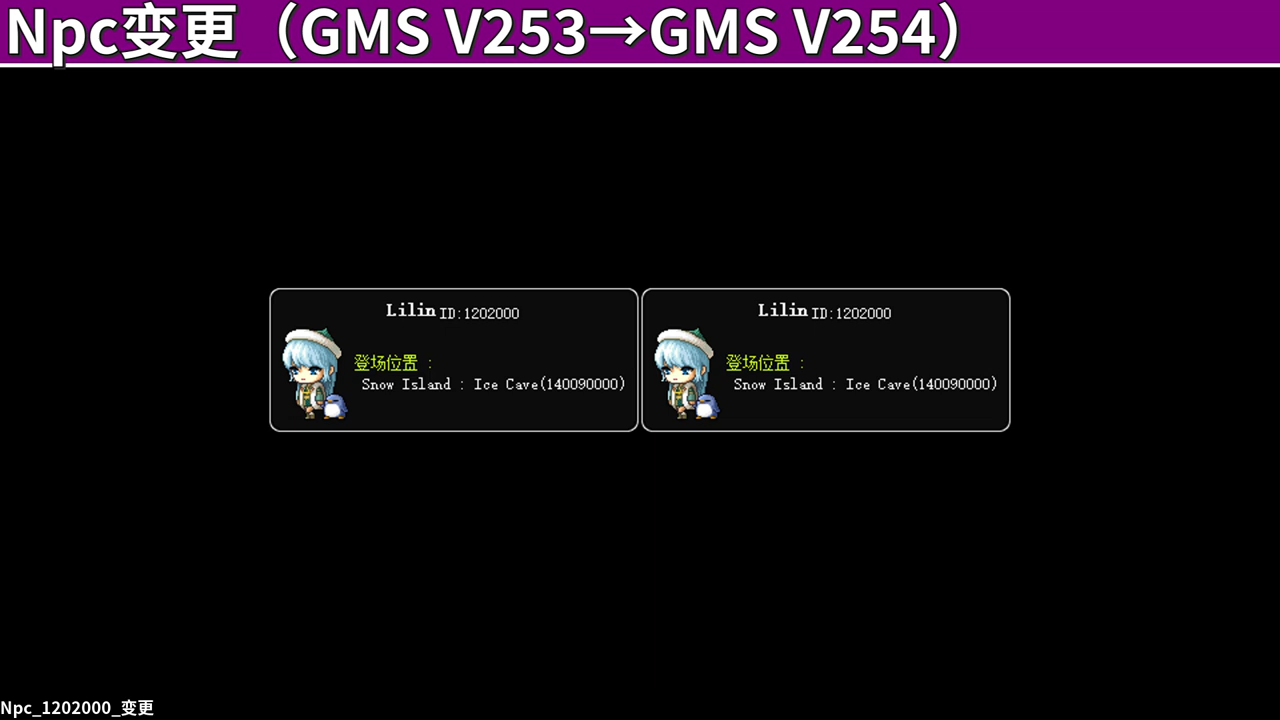 Npc变更（GMS V253→GMS V254）
Lilin ID:1202000
登场位置 :
Snow Island : Ice Cave(140090000)
Lilin ID:1202000
登场位置 :
Snow Island : Ice Cave(140090000)
Npc_1202000_变更